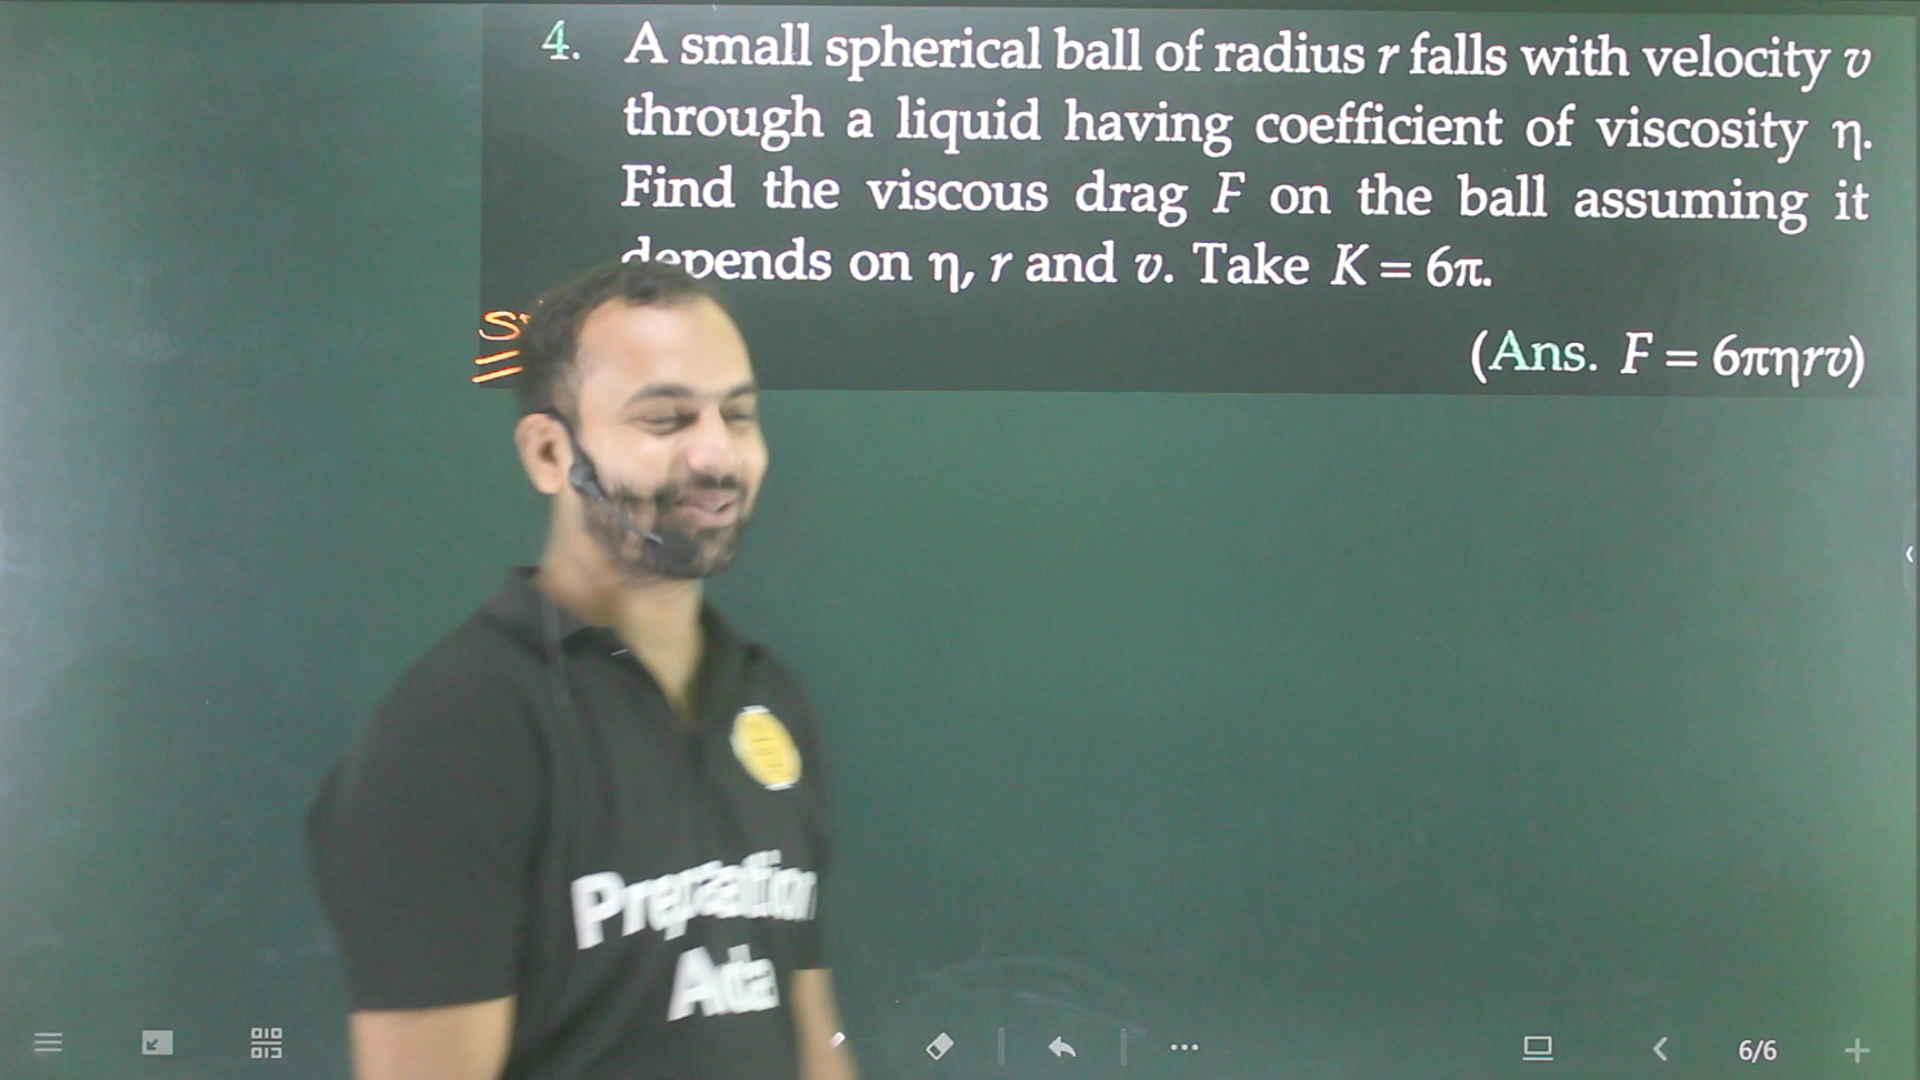 4. A small spherical ball of radius r falls with velocity v
through a liquid having coefficient of viscosity η.
Find the viscous drag F on the ball assuming it
depends on η, r and v. Take K = 6π.
(Ans. F = 6πηrv)
Preparation
Ada
6/6